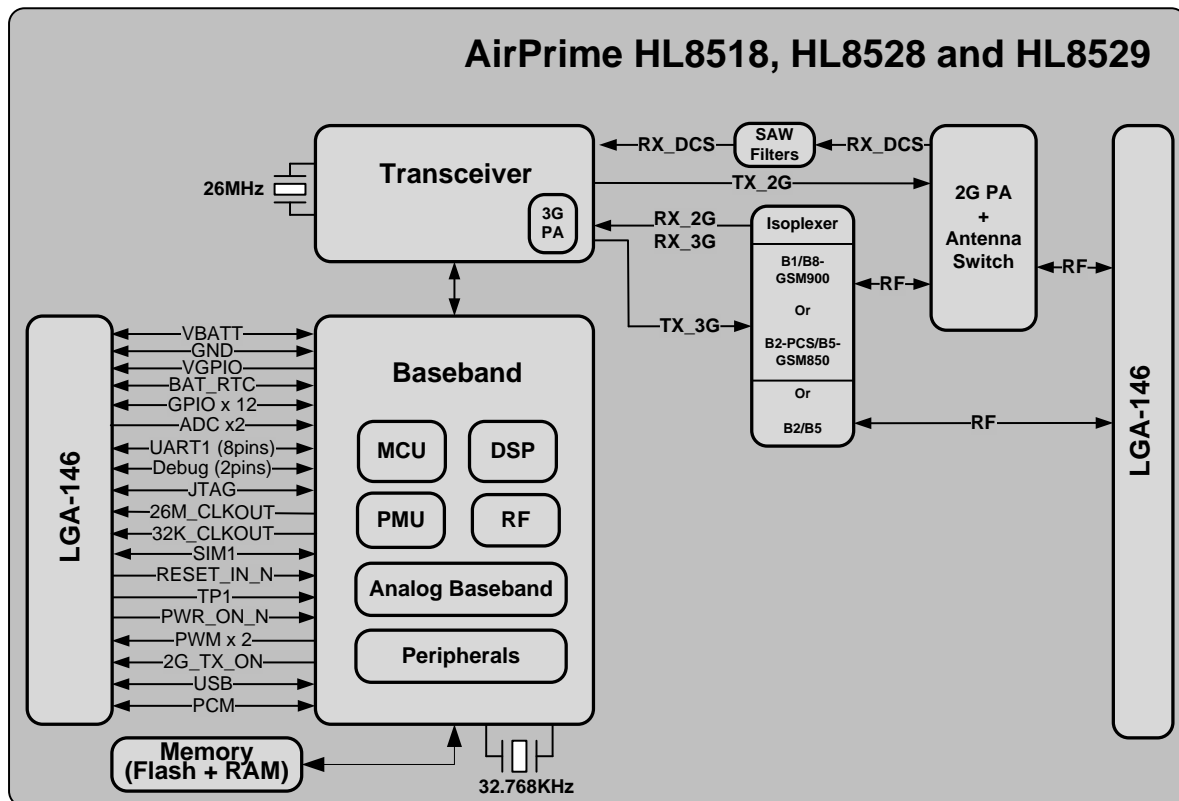 AirPrime HL8518, HL8528 and HL8529
Transceiver
3G
PA
26MHz
RX_DCS
SAW
Filters
RX_DCS
TX_2G
RX_2G
RX_3G
TX_3G
Isoplexer
B1/B8-
GSM900
Or
B2-PCS/B5-
GSM850
Or
B2/B5
RF
2G PA
+
Antenna
Switch
RF
RF
LGA-146
LGA-146
VBATT
GND
VGPIO
BAT_RTC
GPIO x 12
ADC x2
UART1 (8pins)
Debug (2pins)
JTAG
26M_CLKOUT
32K_CLKOUT
SIM1
RESET_IN_N
TP1
PWR_ON_N
PWM x 2
2G_TX_ON
USB
PCM
Baseband
MCU
DSP
PMU
RF
Analog Baseband
Peripherals
Memory
(Flash + RAM)
32.768KHz